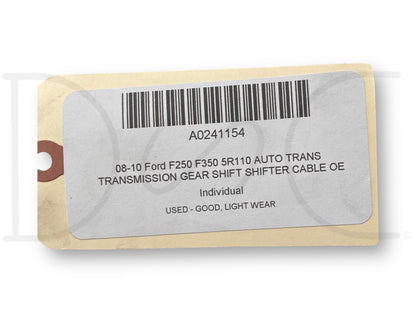 A0241154
08-10 Ford F250 F350 5R110 AUTO TRANS
TRANSMISSION GEAR SHIFT SHIFTER CABLE OE
Individual
USED - GOOD, LIGHT WEAR